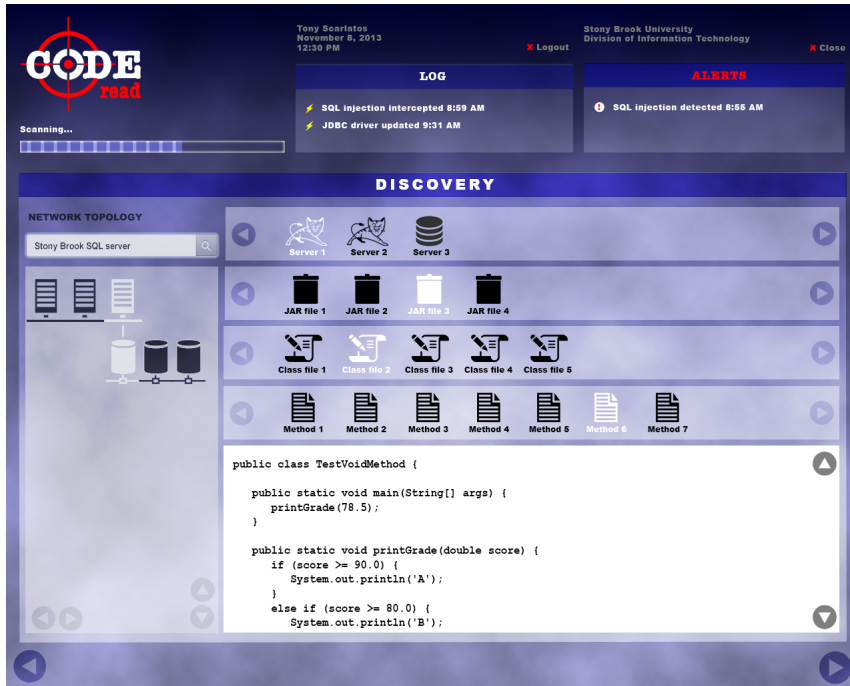 CODE
read
Scanning...
Tony Scarlatos
November 8, 2013
12:30 PM
X Logout
Stony Brook University
Division of Information Technology
X Close
LOG
SQL injection intercepted 8:59 AM
JDBC driver updated 9:31 AM
ALERTS
SQL injection detected 8:55 AM
DISCOVERY
NETWORK TOPOLOGY
Stony Brook SQL server
Server 1 Server 2 Server 3
JAR file 1 JAR file 2 JAR file 3 JAR file 4
Class file 1 Class file 2 Class file 3 Class file 4 Class file 5
Method 1 Method 2 Method 3 Method 4 Method 5 Method 6 Method 7
public class TestVoidMethod {
public static void main(String[] args) {
printGrade(78.5);
}
public static void printGrade(double score) {
if (score >= 90.0) {
System.out.println('A');
}
else if (score >= 80.0) {
System.out.println('B');